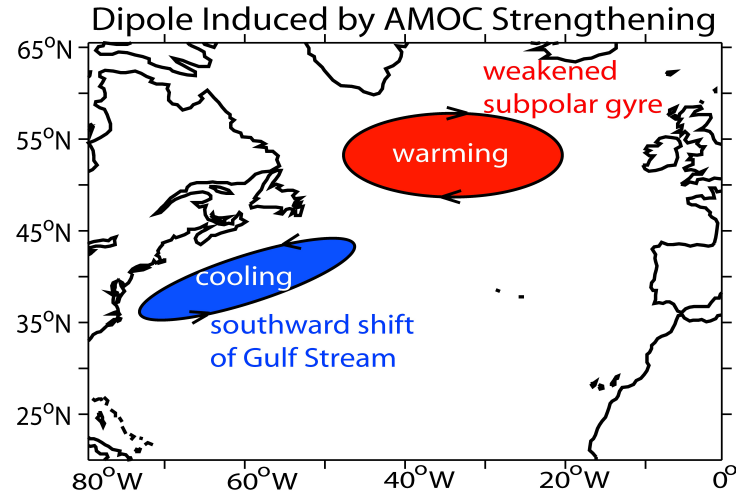 Dipole Induced by AMOC Strengthening
65°N
weakened
subpolar gyre
55°N
warming
45°N
cooling
35°N
southward shift
of Gulf Stream
25°N
80°W 60°W 40°W 20°W 0°